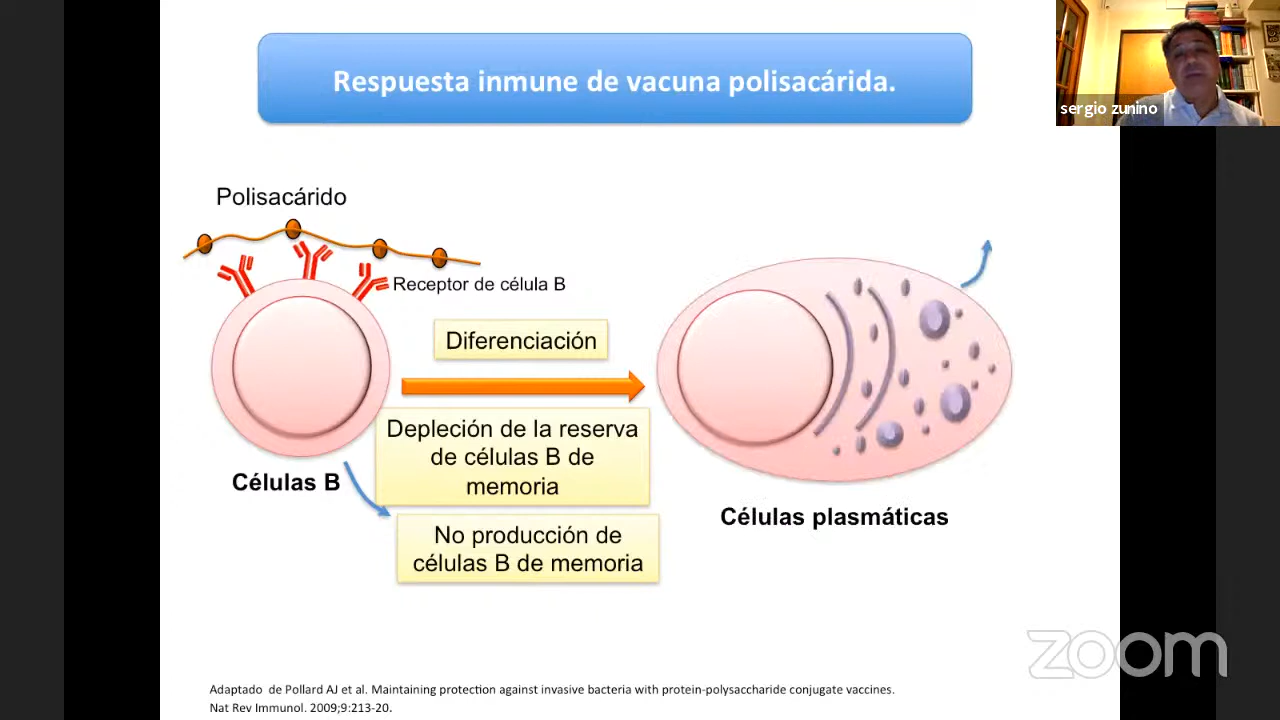 Respuesta inmune de vacuna polisacárida.
sergio zunino
Polisacárido
Receptor de célula B
Diferenciación
Depleción de la reserva
de células B de
memoria
Células B
No producción de
células B de memoria
Células plasmáticas
zoom
Adaptado de Pollard AJ et al. Maintaining protection against invasive bacteria with protein-polysaccharide conjugate vaccines.
Nat Rev Immunol. 2009;9:213-20.